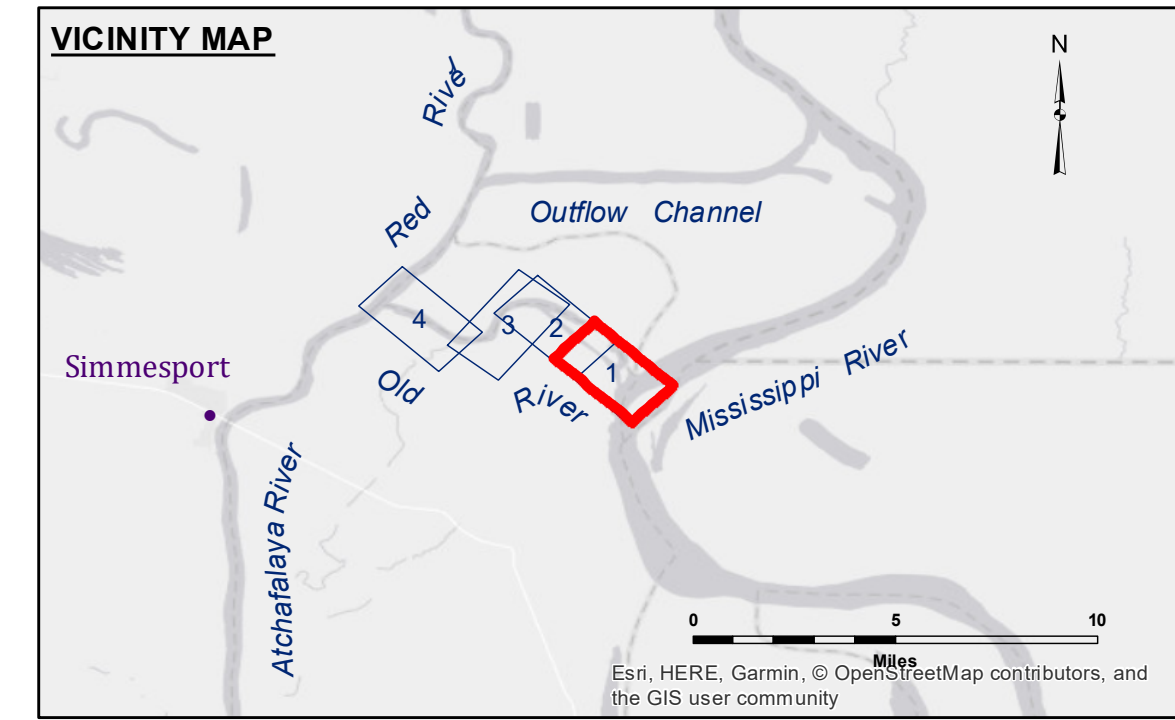 VICINITY MAP
N
River
Red
Outflow Channel
4
3
2
1
Simmesport
Old
River
Mississippi River
Atchafalaya River
0 5 10
Miles
Esri, HERE, Garmin, © OpenStreetMap contributors, and
the GIS user community